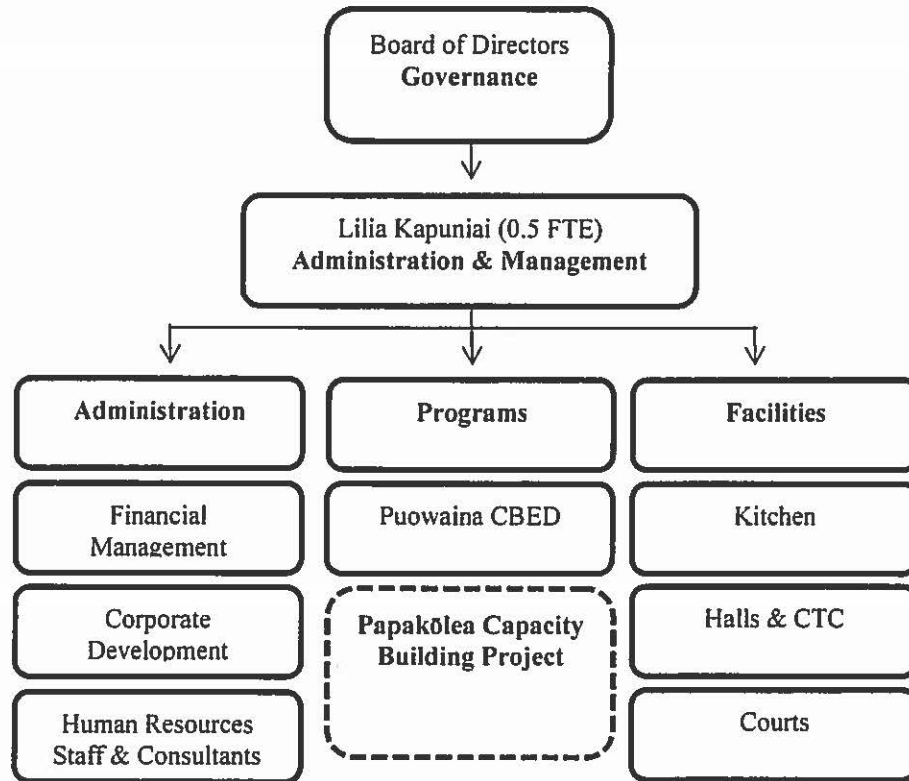 Board of Directors
Governance
Lilia Kapuniai (0.5 FTE)
Administration & Management
Administration
Programs
Facilities
Financial
Management
Puowaina CBED
Kitchen
Corporate
Development
Papakōlea Capacity
Building Project
Halls & CTC
Human Resources
Staff & Consultants
Courts